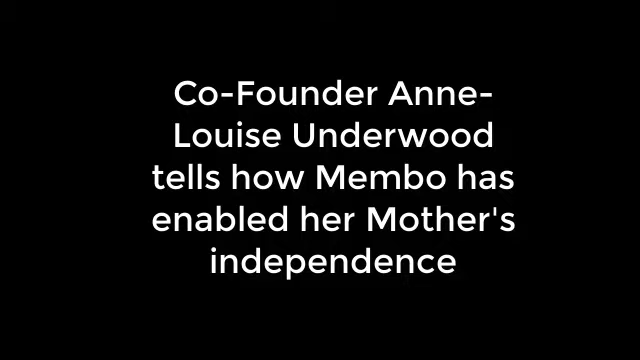 Co-Founder Anne-
Louise Underwood
tells how Membo has
enabled her Mother's
independence